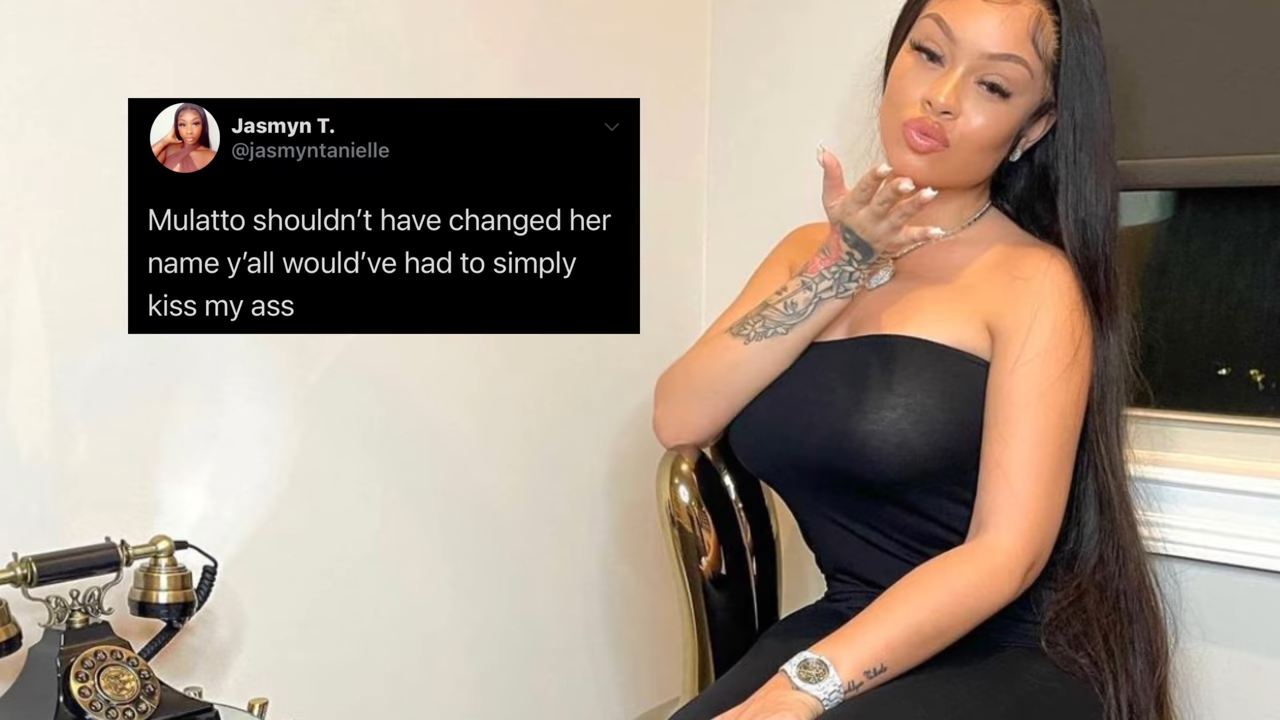 Jasmyn T.
@jasmyntanielle
Mulatto shouldn’t have changed her
name y’all would’ve had to simply
kiss my ass